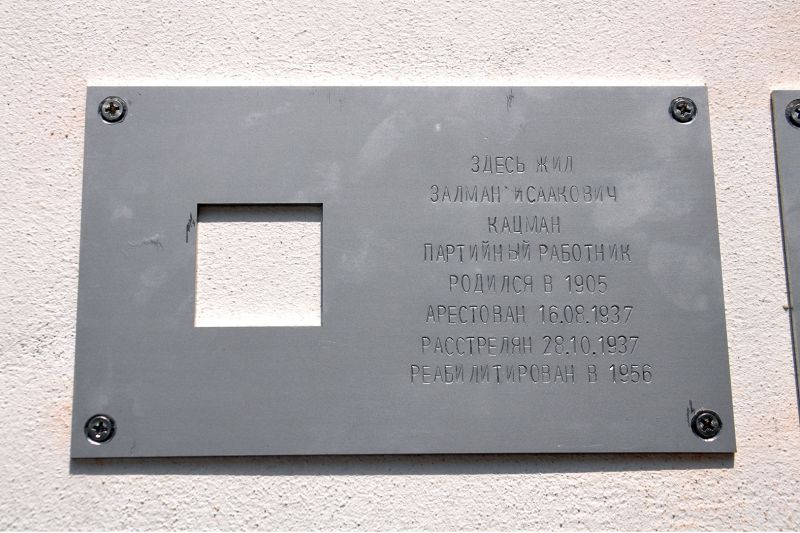 ЗДЕСЬ ЖИЛ
ЗАЛМАН ИСААКОВИЧ
КАЦМАН
ПАРТИЙНЫЙ РАБОТНИК
РОДИЛСЯ В 1905
АРЕСТОВАН 16.08.1937
РАССТРЕЛЯН 28.10.1937
РЕАБИЛИТИРОВАН В 1956